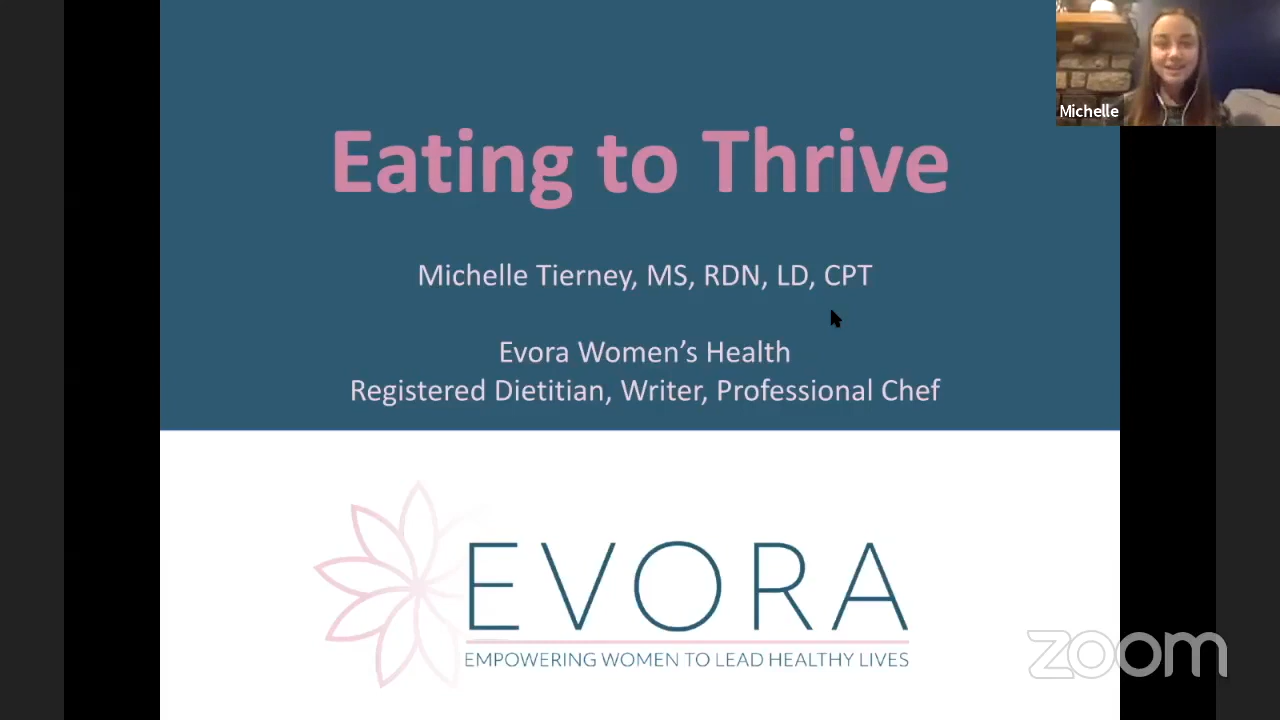 Michelle
Eating to Thrive
Michelle Tierney, MS, RDN, LD, CPT
Evora Women’s Health
Registered Dietitian, Writer, Professional Chef
EVORA
EMPOWERING WOMEN TO LEAD HEALTHY LIVES
zoom